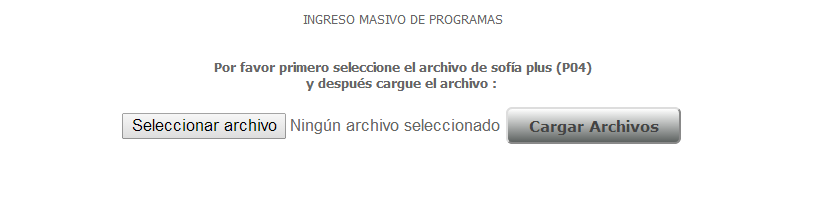 INGRESO MASIVO DE PROGRAMAS
Por favor primero seleccione el archivo de sofía plus (P04)
y después cargue el archivo :
Seleccionar archivo Ningún archivo seleccionado Cargar Archivos